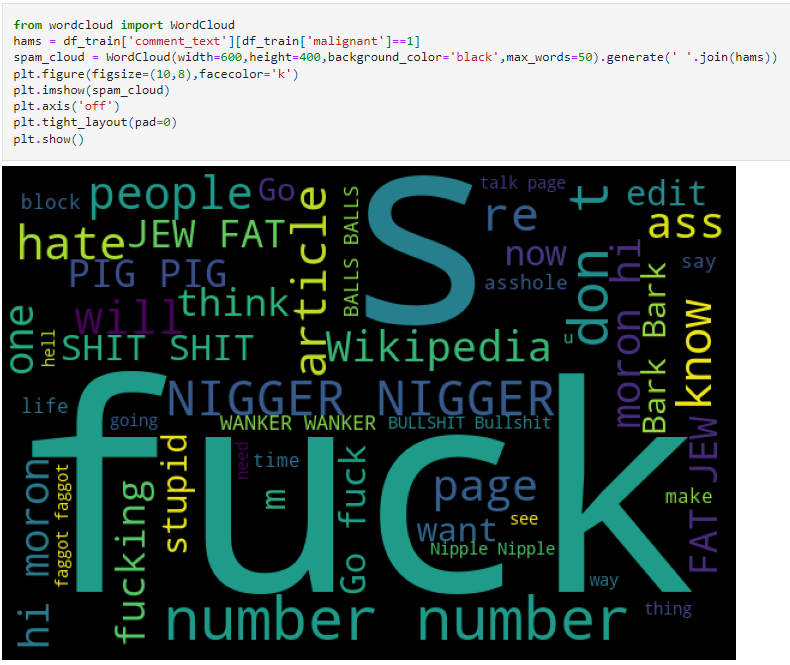 from wordcloud import WordCloud
hams = df_train['comment_text'][df_train['malignant']==1]
spam_cloud = WordCloud(width=600,height=400,background_color='black',max_words=50).generate(' '.join(hams))
plt.figure(figsize=(10,8),facecolor='k')
plt.imshow(spam_cloud)
plt.axis('off')
plt.tight_layout(pad=0)
plt.show()
block
people
Go
article
BALLS BALLS
S
talk page
re
don t
edit
ass
hate
JEW FAT
now
say
PIG PIG
asshole
moron hi
will
think
Bark Bark
know
one
hell
SHIT SHIT
Wikipedia
u
life
going
NIGGER NIGGER
WANKER WANKER
BULLSHIT Bullshit
fuck
hi moron
faggot faggot
fucking
stupid
need
time
m
Go fuck
page
want
see
Nipple Nipple
FAT JEW
make
way
number number
thing